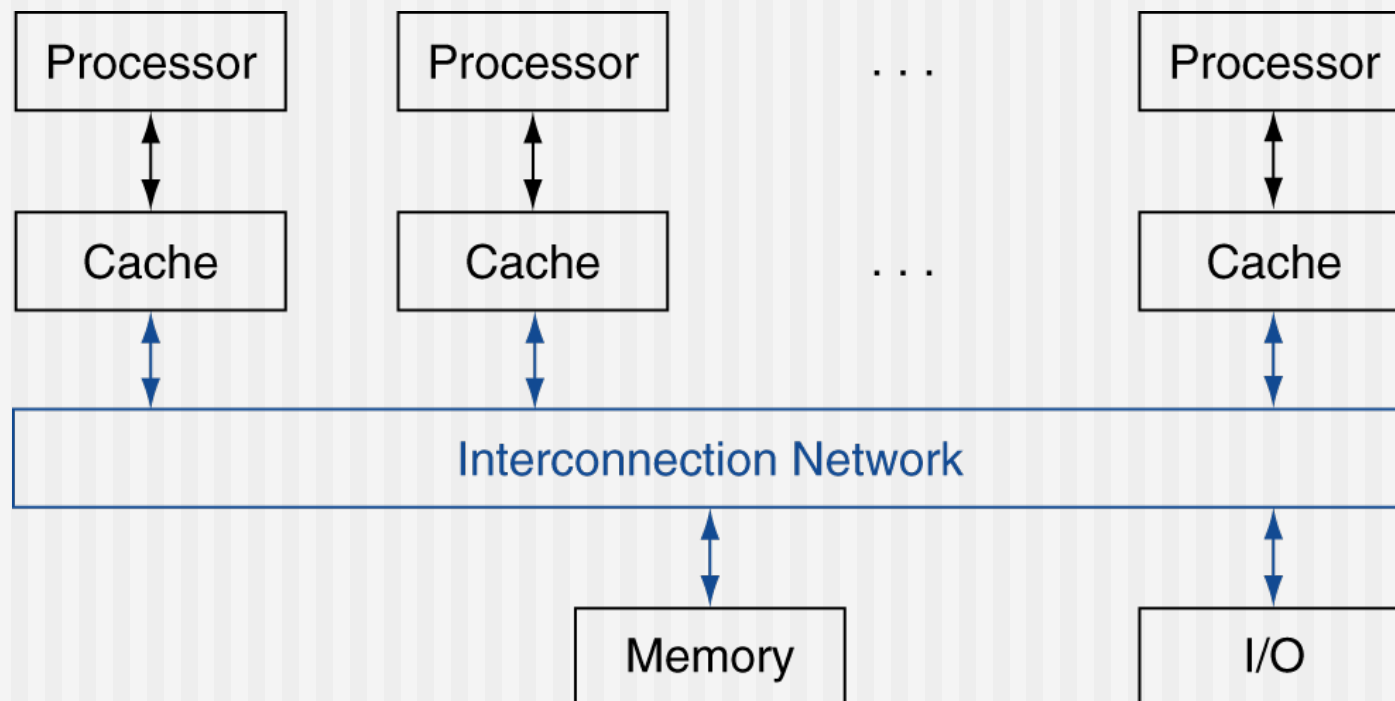 Processor Processor . . . Processor
Cache Cache . . . Cache
Interconnection Network
Memory I/O